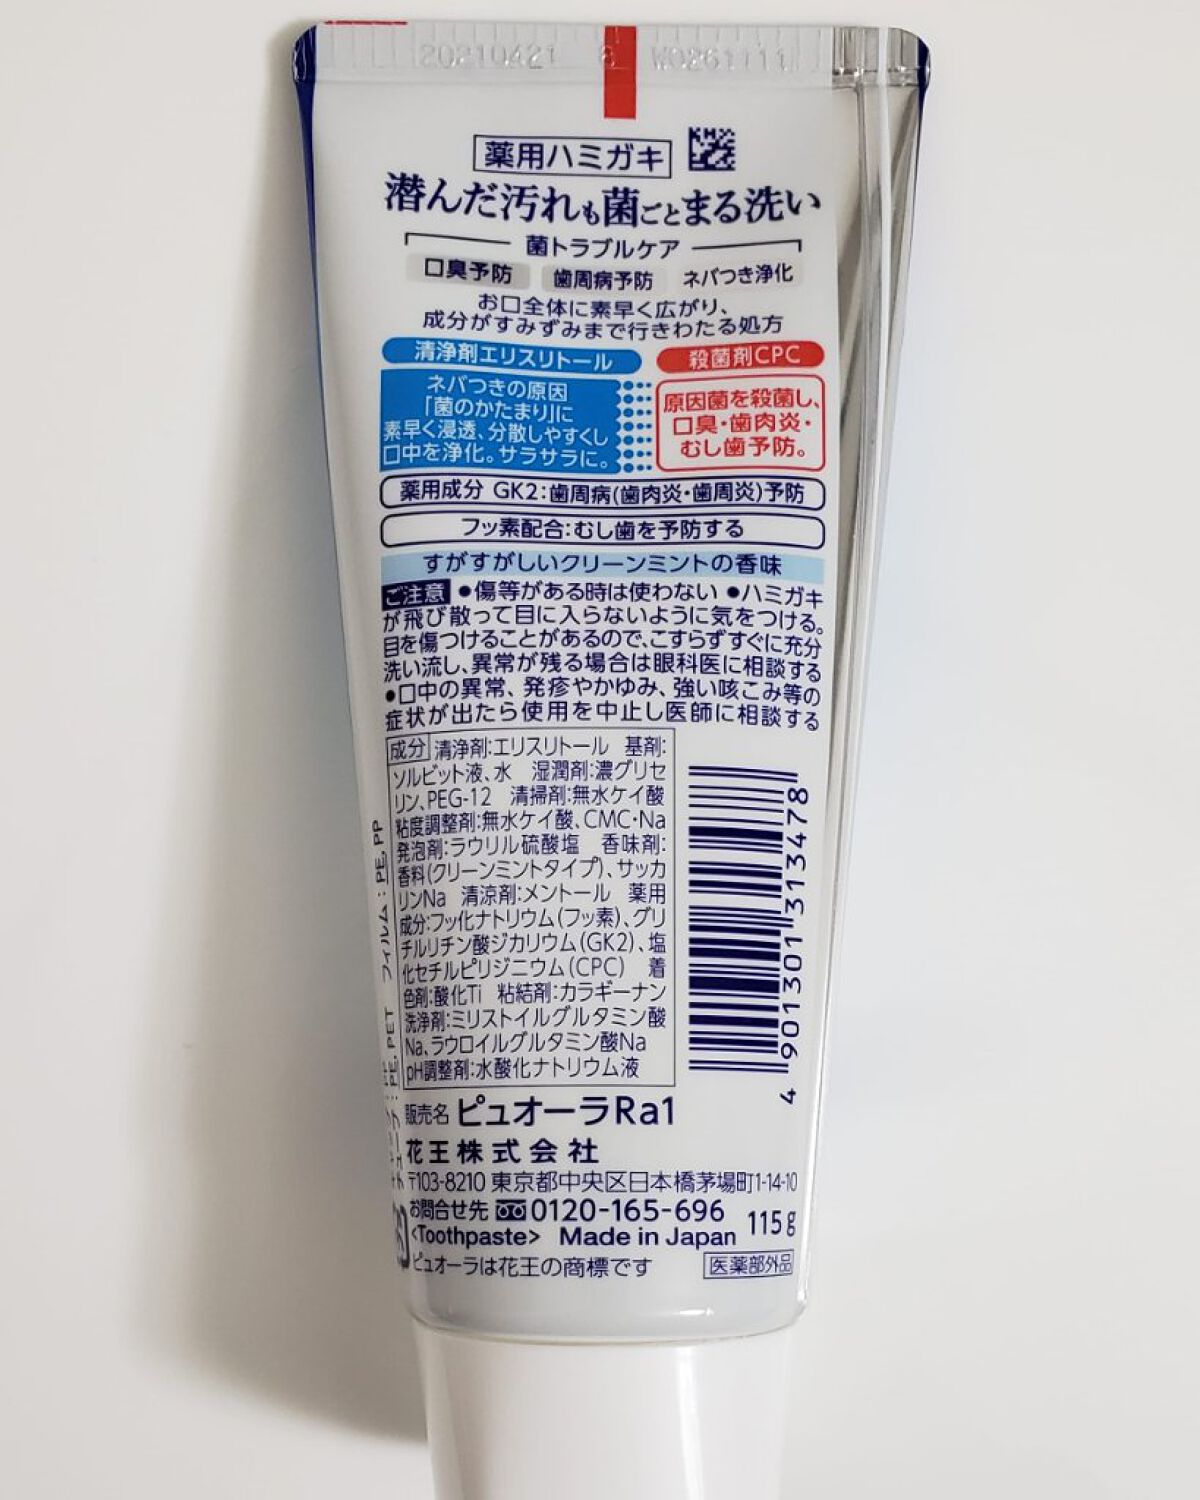 20210421 8 W0261111
薬用ハミガキ
潜んだ汚れも菌ごとまる洗い
菌トラブルケア
口臭予防 歯周病予防 ネバつき浄化
お口全体に素早く広がり、
成分がすみずみまで行きわたる処方
清浄剤エリスリトール
ネバつきの原因
「菌のかたまり」に
素早く浸透、分散しやすくし
口中を浄化。サラサラに。
殺菌剤CPC
原因菌を殺菌し、
口臭・歯肉炎・
むし歯予防。
薬用成分 GK2:歯周病(歯肉炎・歯周炎)予防
フッ素配合:むし歯を予防する
すがすがしいクリーンミントの香味
ご注意 ●傷等がある時は使わない ●ハミガキ
が飛び散って目に入らないように気をつける。
目を傷つけることがあるので、こすらずすぐに充分
洗い流し、異常が残る場合は眼科医に相談する
●口中の異常、発疹やかゆみ、強い咳こみ等の
症状が出たら使用を中止し医師に相談する
成分 清浄剤:エリスリトール 基剤:
ソルビット液、水 湿潤剤:濃グリセ
リン、PEG-12 清掃剤:無水ケイ酸
粘度調整剤:無水ケイ酸、CMC・Na
発泡剤:ラウリル硫酸塩 香味剤:
香料(クリーンミントタイプ)、サッカ
リンNa 清涼剤:メントール 薬用
成分:フッ化ナトリウム(フッ素)、グリ
チルリチン酸ジカリウム(GK2)、塩
化セチルピリジニウム(CPC) 着
色剤:酸化Ti 粘結剤:カラギーナン
洗浄剤:ミリストイルグルタミン酸
Na、ラウロイルグルタミン酸Na
pH調整剤:水酸化ナトリウム液
4 901301 313478
フィルム:PE, PP
:PE, PET
販売名 ピュオーラRa1
花王株式会社
〒103-8210 東京都中央区日本橋茅場町1-14-10
お問合せ先 0120-165-696
<Toothpaste> Made in Japan 115g
ピュオーラは花王の商標です 医薬部外品